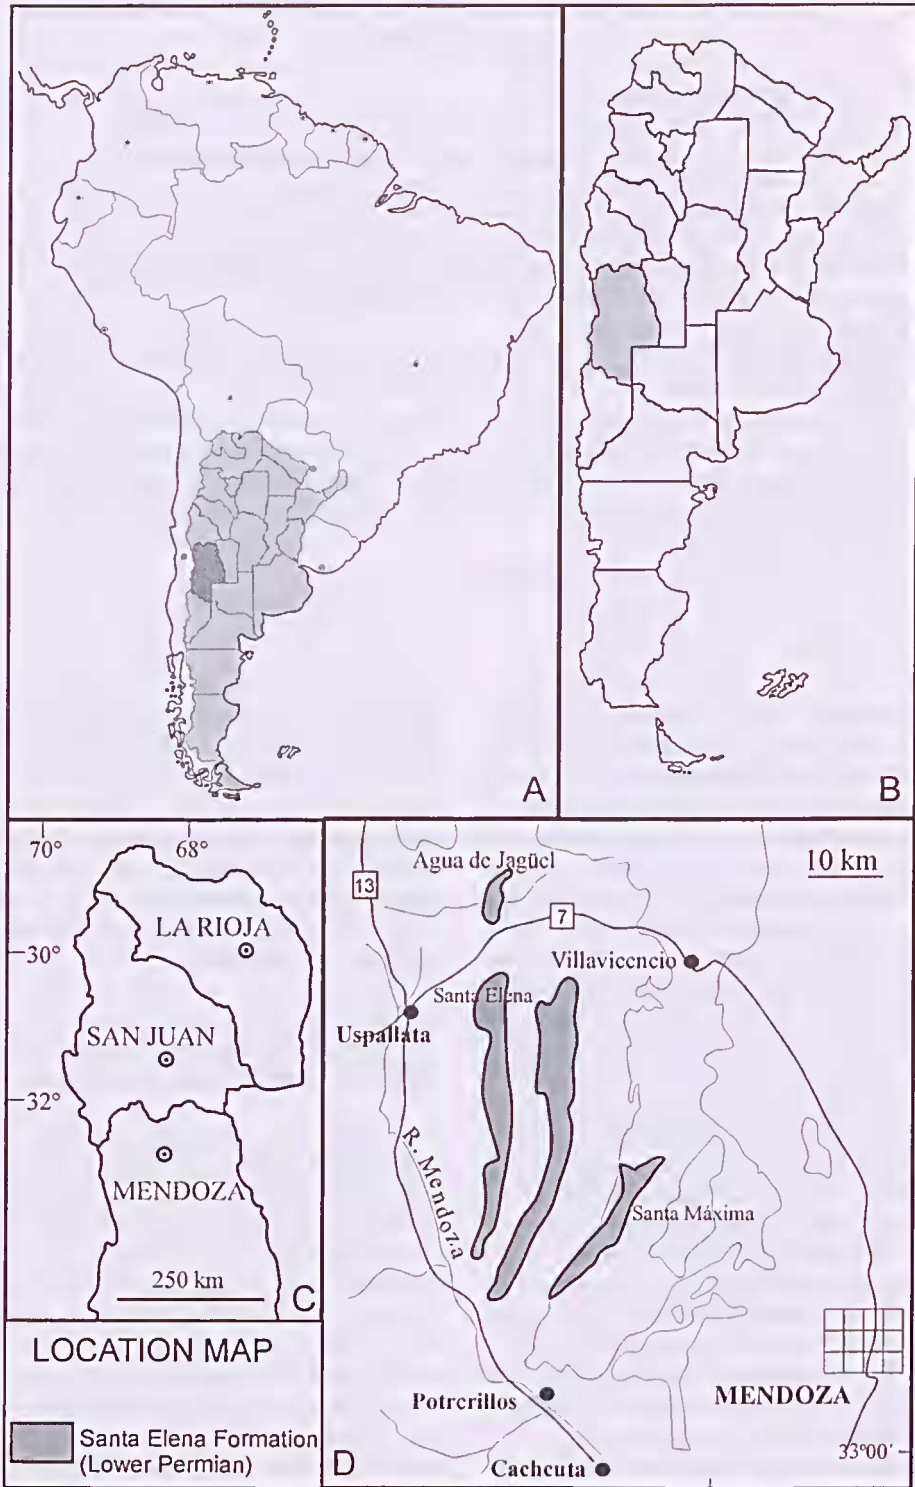 A
B
70°
68°
LA RIOJA
30°
SAN JUAN
32°
MENDOZA
250 km
C
LOCATION MAP
Santa Elena Formation
(Lower Permian)
Agua de Jagüel
10 km
13
7
Villavicencio
Santa Elena
Uspallata
R. Mendoza
Santa Máxima
MENDOZA
Potrerillos
33°00'
D
Cacheuta